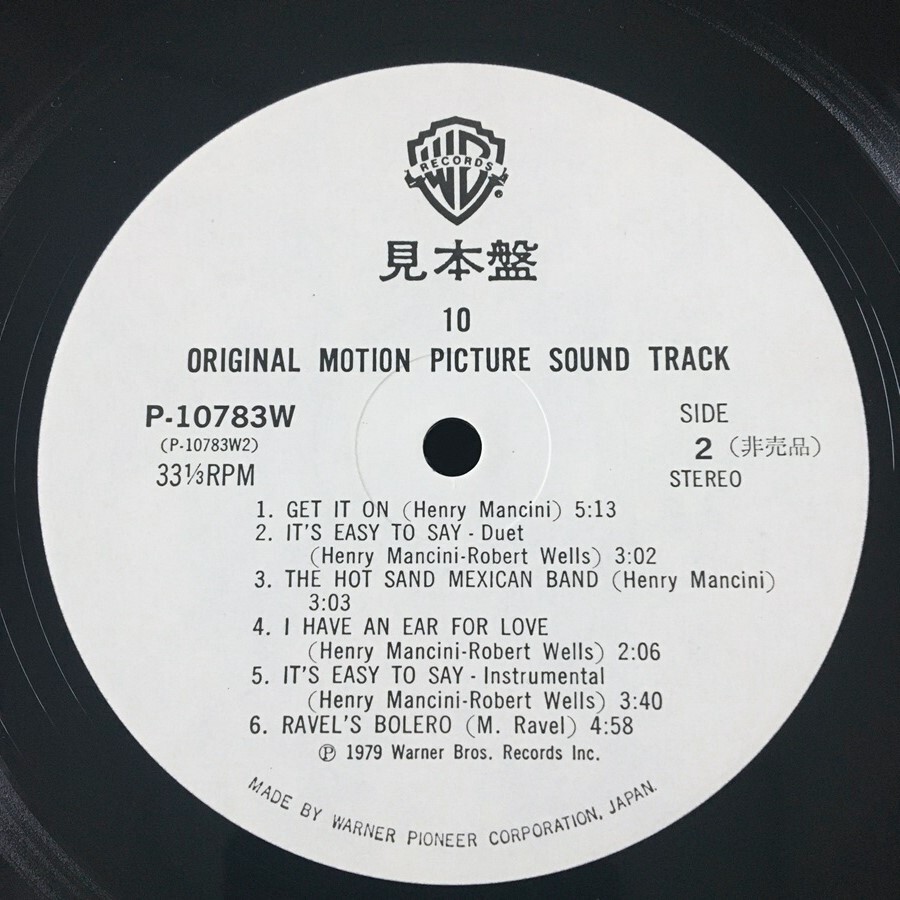 WB
RECORDS
®
見本盤
10
ORIGINAL MOTION PICTURE SOUND TRACK
P-10783W
(P-10783W2)
33⅓RPM
SIDE
2 (非売品)
STEREO
1. GET IT ON (Henry Mancini) 5:13
2. IT'S EASY TO SAY - Duet
(Henry Mancini-Robert Wells) 3:02
3. THE HOT SAND MEXICAN BAND (Henry Mancini)
3:03
4. I HAVE AN EAR FOR LOVE
(Henry Mancini-Robert Wells) 2:06
5. IT'S EASY TO SAY - Instrumental
(Henry Mancini-Robert Wells) 3:40
6. RAVEL'S BOLERO (M. Ravel) 4:58
℗ 1979 Warner Bros. Records Inc.
MADE BY WARNER PIONEER CORPORATION, JAPAN.